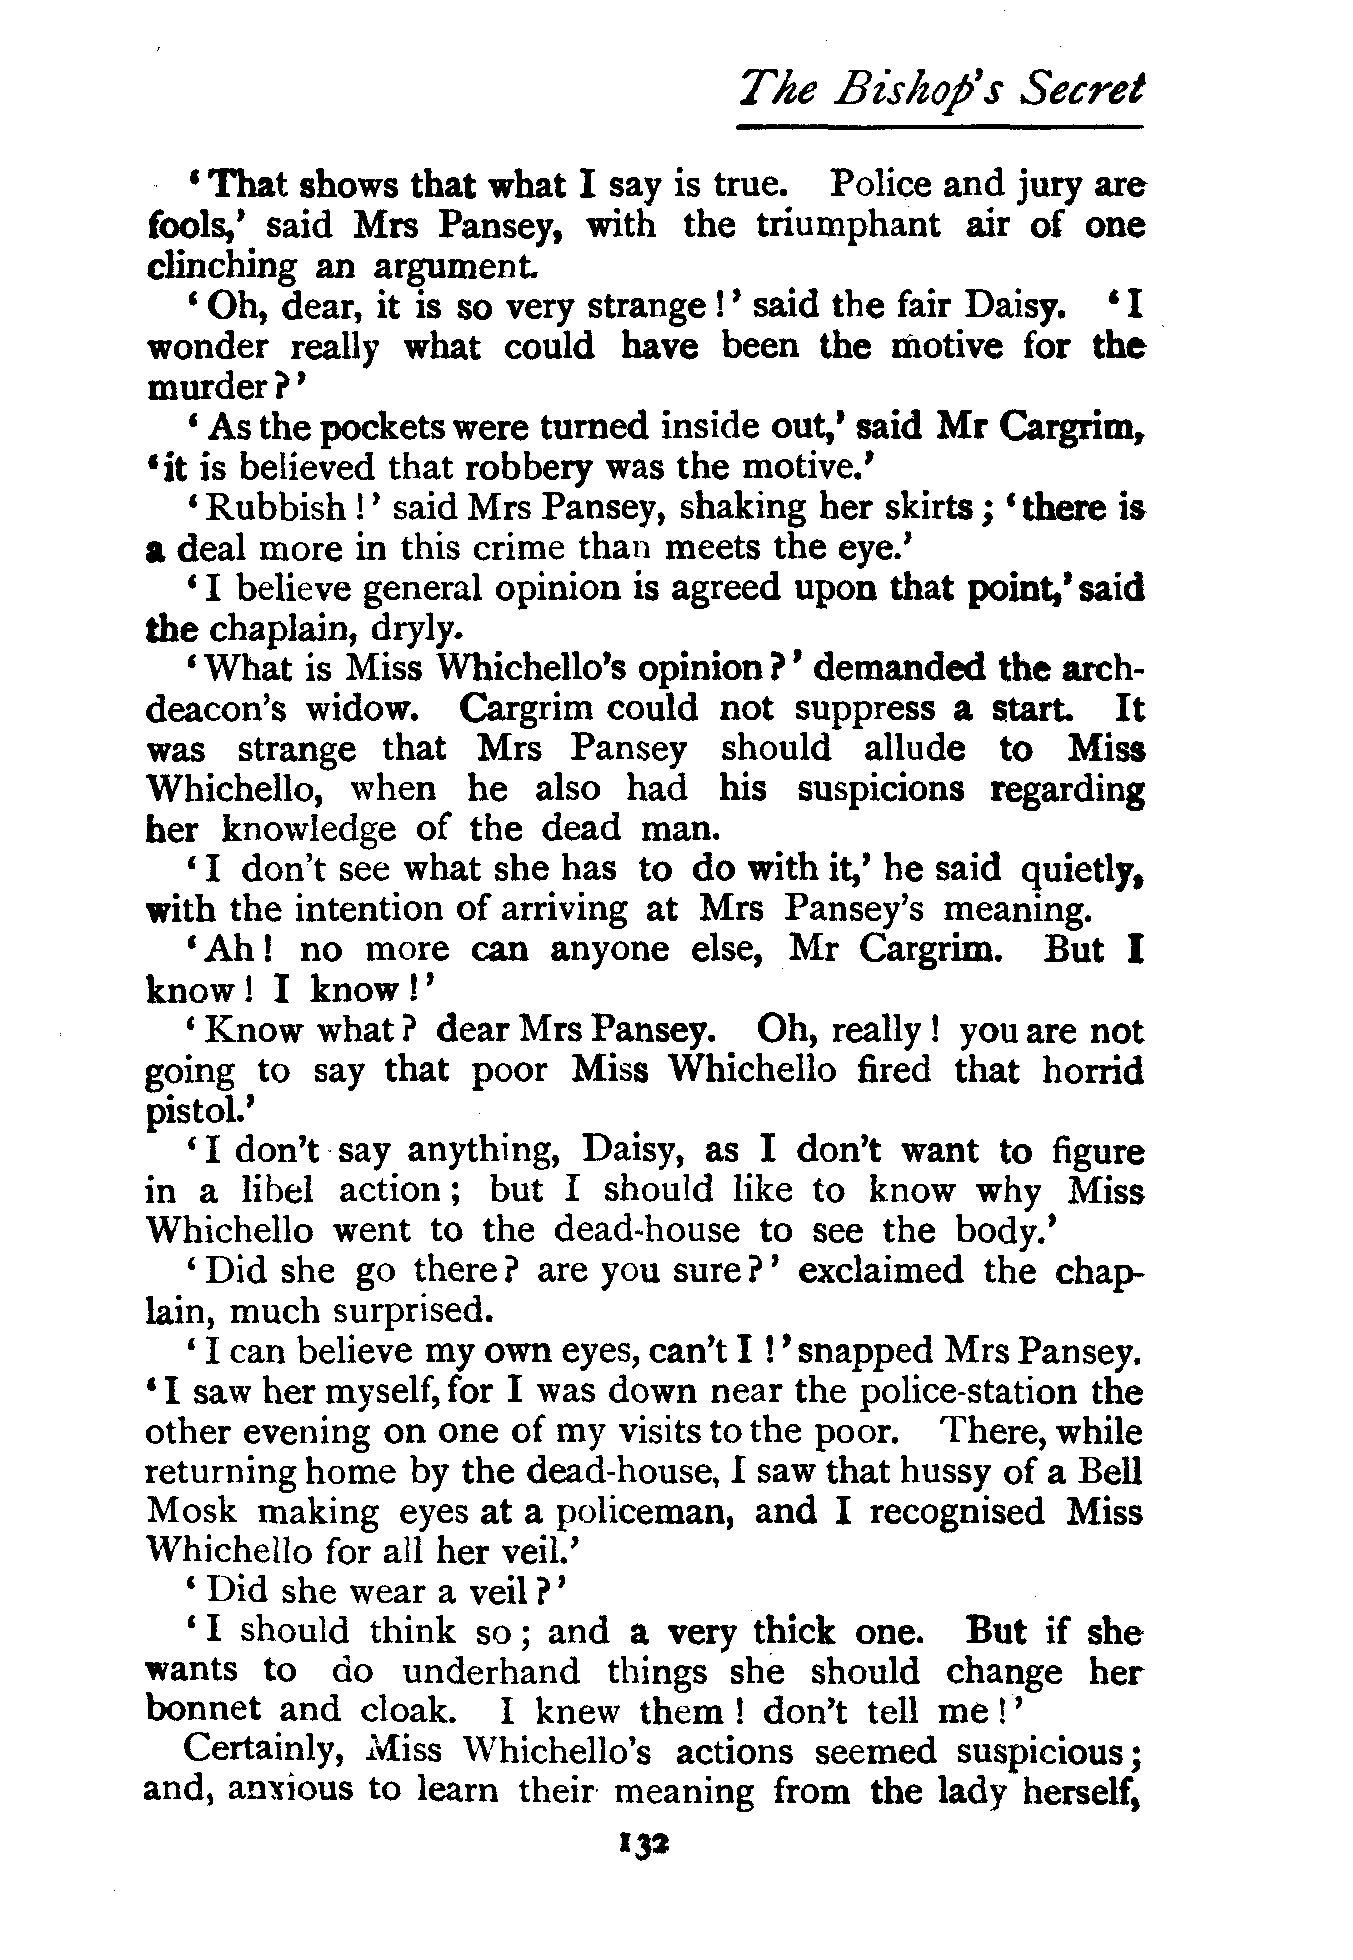 The Bishop's Secret
‘That shows that what I say is true. Police and jury are
fools,’ said Mrs Pansey, with the triumphant air of one
clinching an argument.
‘Oh, dear, it is so very strange!’ said the fair Daisy. ‘I
wonder really what could have been the motive for the
murder?’
‘As the pockets were turned inside out,’ said Mr Cargrim,
‘it is believed that robbery was the motive.’
‘Rubbish!’ said Mrs Pansey, shaking her skirts; ‘there is
a deal more in this crime than meets the eye.’
‘I believe general opinion is agreed upon that point,’ said
the chaplain, dryly.
‘What is Miss Whichello's opinion?’ demanded the arch-
deacon's widow. Cargrim could not suppress a start. It
was strange that Mrs Pansey should allude to Miss
Whichello, when he also had his suspicions regarding
her knowledge of the dead man.
‘I don't see what she has to do with it,’ he said quietly,
with the intention of arriving at Mrs Pansey's meaning.
‘Ah! no more can anyone else, Mr Cargrim. But I
know! I know!’
‘Know what? dear Mrs Pansey. Oh, really! you are not
going to say that poor Miss Whichello fired that horrid
pistol.’
‘I don't say anything, Daisy, as I don't want to figure
in a libel action; but I should like to know why Miss
Whichello went to the dead-house to see the body.’
‘Did she go there? are you sure?’ exclaimed the chap-
lain, much surprised.
‘I can believe my own eyes, can't I!’ snapped Mrs Pansey.
‘I saw her myself, for I was down near the police-station the
other evening on one of my visits to the poor. There, while
returning home by the dead-house, I saw that hussy of a Bell
Mosk making eyes at a policeman, and I recognised Miss
Whichello for all her veil.’
‘Did she wear a veil?’
‘I should think so; and a very thick one. But if she
wants to do underhand things she should change her
bonnet and cloak. I knew them! don't tell me!’
Certainly, Miss Whichello's actions seemed suspicious;
and, anxious to learn their meaning from the lady herself,
132